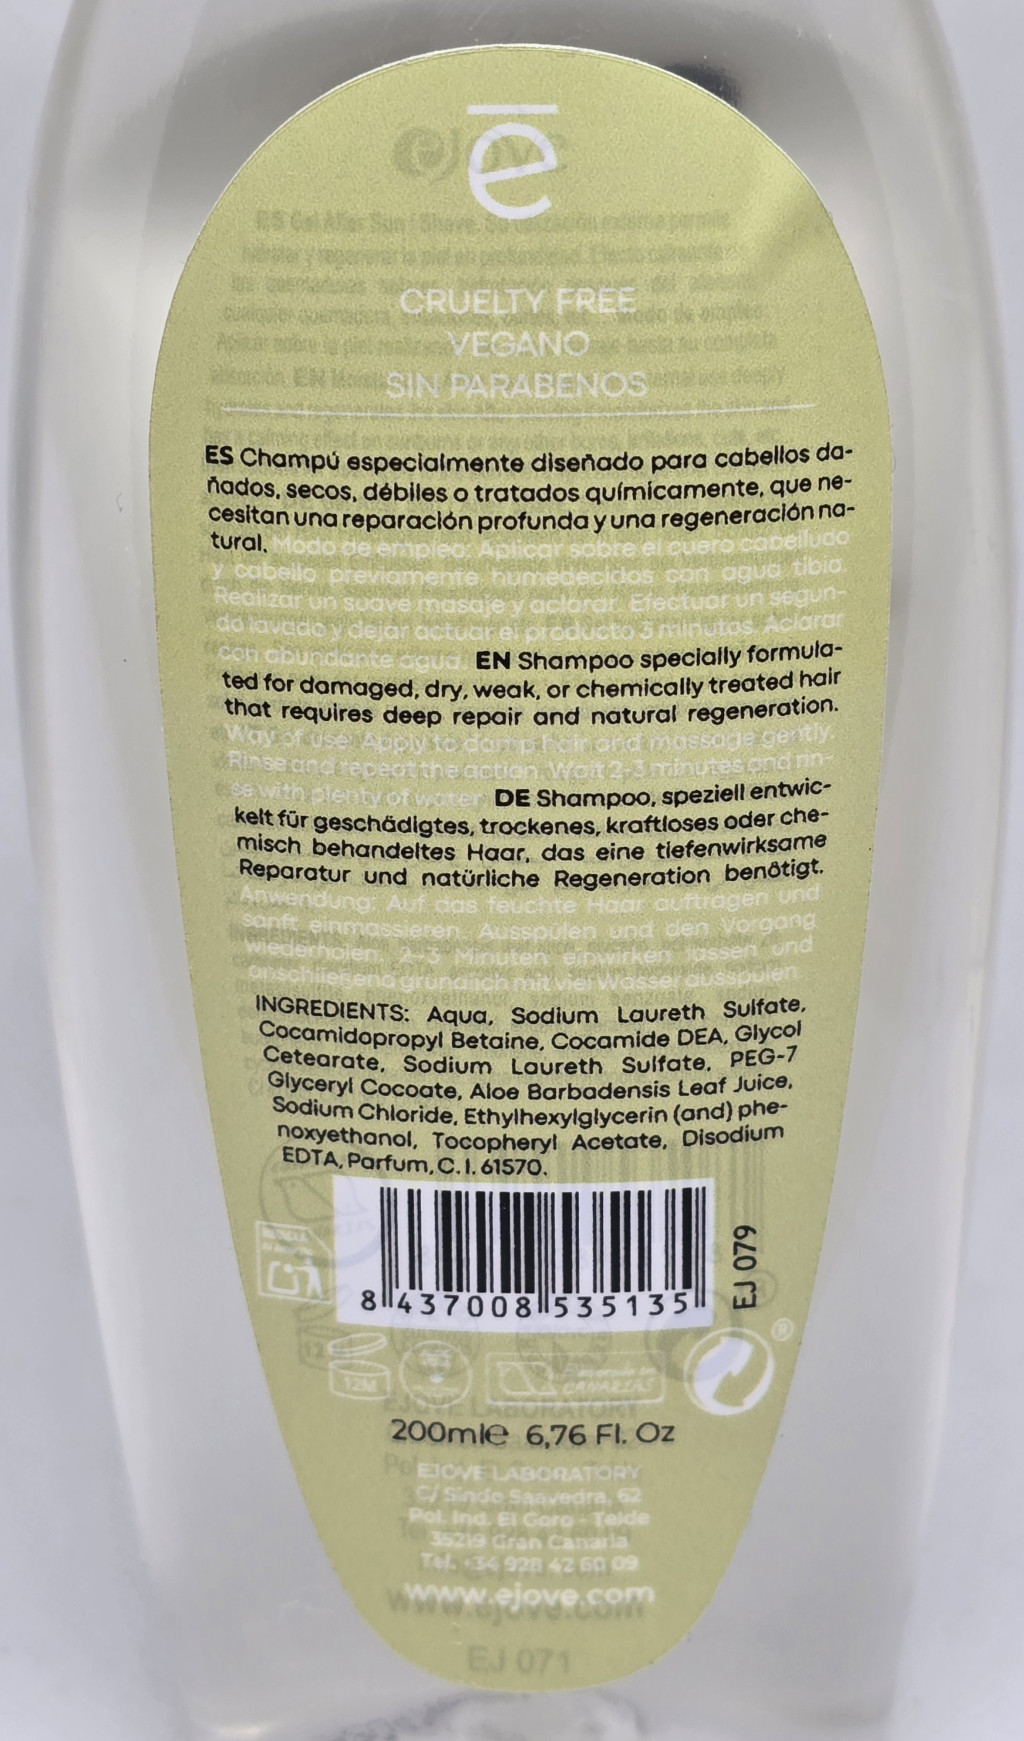 ē
CRUELTY FREE
VEGANO
SIN PARABENOS
ES Champú especialmente diseñado para cabellos da-
ñados, secos, débiles o tratados químicamente, que ne-
cesitan una reparación profunda y una regeneración na-
tural. Modo de empleo: Aplicar sobre el cuero cabelludo
y cabello previamente humedecidos con agua tibia.
Realizar un suave masaje y aclarar. Efectuar un segun-
do lavado y dejar actuar el producto 3 minutos. Aclarar
con abundante agua. EN Shampoo specially formula-
ted for damaged, dry, weak, or chemically treated hair
that requires deep repair and natural regeneration.
Way of use: Apply to damp hair and massage gently.
Rinse and repeat the action. Wait 2-3 minutes and rin-
se with plenty of water. DE Shampoo, speziell entwic-
kelt für geschädigtes, trockenes, kraftloses oder che-
misch behandeltes Haar, das eine tiefenwirksame
Reparatur und natürliche Regeneration benötigt.
Anwendung: Auf das feuchte Haar auftragen und
sanft einmassieren. Ausspülen und den Vorgang
wiederholen. 2-3 Minuten einwirken lassen und
anschließend gründlich mit viel Wasser ausspülen.
INGREDIENTS: Aqua, Sodium Laureth Sulfate,
Cocamidopropyl Betaine, Cocamide DEA, Glycol
Cetearate, Sodium Laureth Sulfate, PEG-7
Glyceryl Cocoate, Aloe Barbadensis Leaf Juice,
Sodium Chloride, Ethylhexylglycerin (and) phe-
noxyethanol, Tocopheryl Acetate, Disodium
EDTA, Parfum, C.I. 61570.
8 437008 535135
EJ 079
12M
CANARIAS
®
200ml℮ 6,76 Fl. Oz
EJOVE LABORATORY
C/ Sindo Saavedra, 62
Pol. Ind. El Goro - Telde
35219 Gran Canaria
Tel. +34 928 42 60 09
www.ejove.com
EJ 071